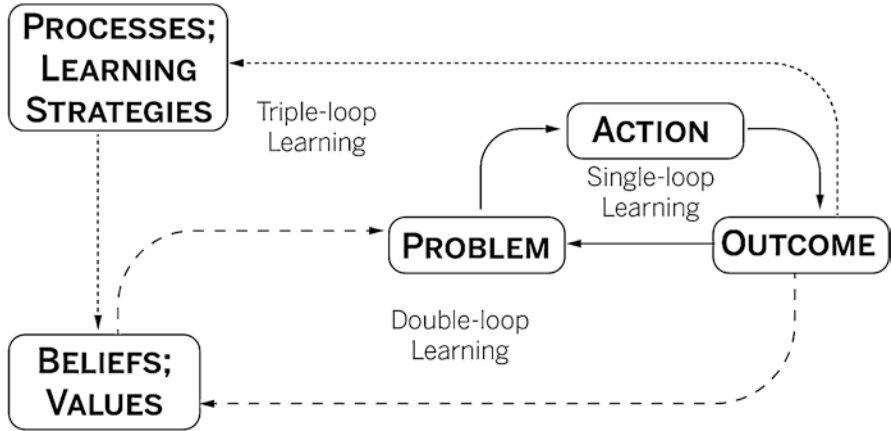 PROCESSES;
LEARNING
STRATEGIES
Triple-loop
Learning
ACTION
Single-loop
Learning
PROBLEM
OUTCOME
Double-loop
Learning
BELIEFS;
VALUES